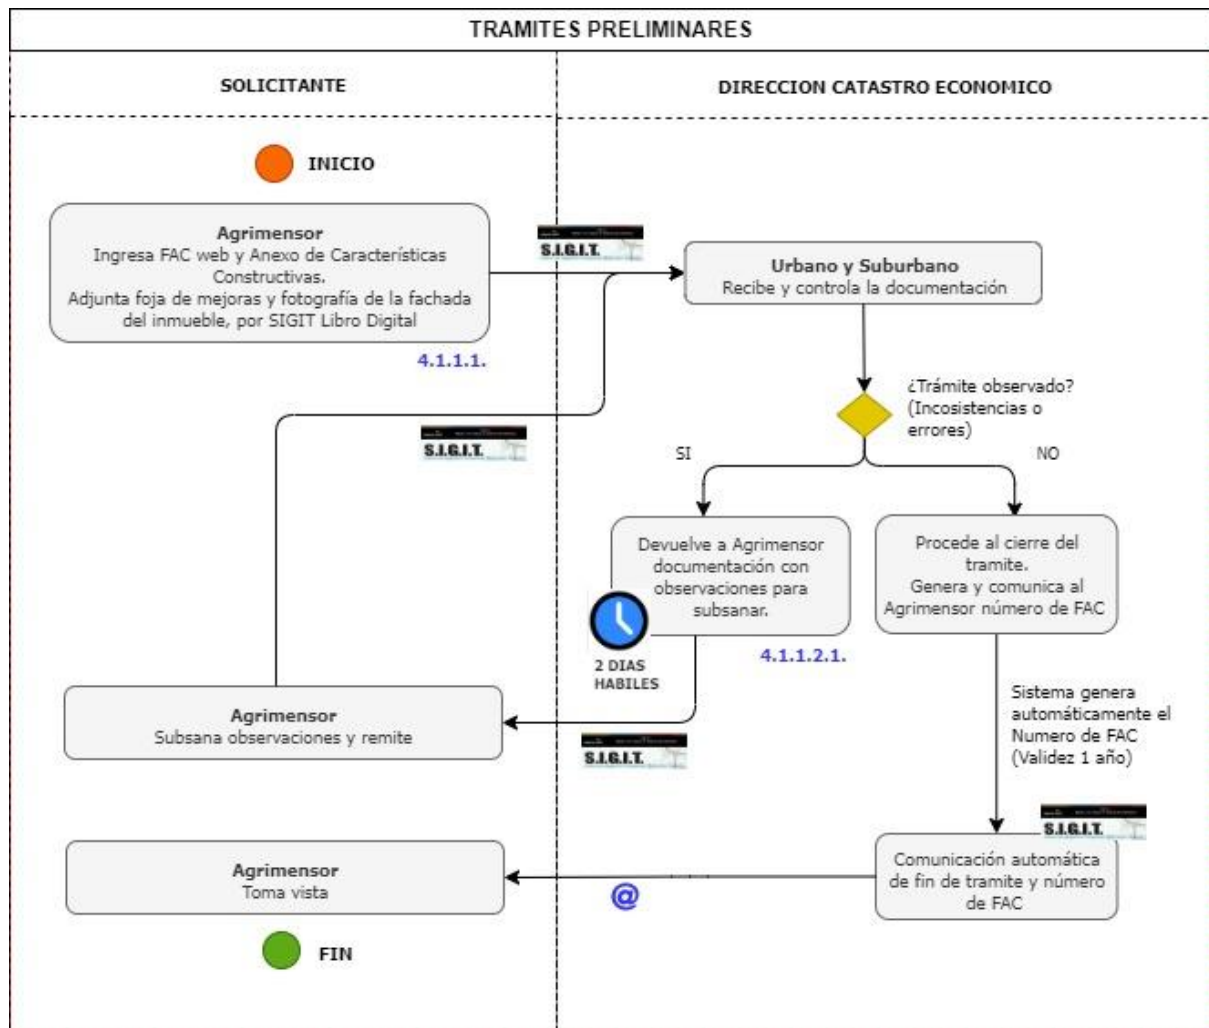 TRAMITES PRELIMINARES
SOLICITANTE
DIRECCION CATASTRO ECONOMICO
INICIO
Agrimensor
Ingresa FAC web y Anexo de Características
Constructivas.
Adjunta foja de mejoras y fotografía de la fachada
del inmueble, por SIGIT Libro Digital
4.1.1.1.
S.I.G.I.T.
Urbano y Suburbano
Recibe y controla la documentación
¿Trámite observado?
(Incosistencias o
errores)
S.I.G.I.T.
SI
NO
Devuelve a Agrimensor
documentación con
observaciones para
subsanar.
2 DIAS
HABILES
4.1.1.2.1.
Procede al cierre del
tramite.
Genera y comunica al
Agrimensor número de FAC
Agrimensor
Subsana observaciones y remite
S.I.G.I.T.
Sistema genera
automáticamente el
Numero de FAC
(Validez 1 año)
S.I.G.I.T.
Comunicación automática
de fin de tramite y número
de FAC
@
Agrimensor
Toma vista
FIN